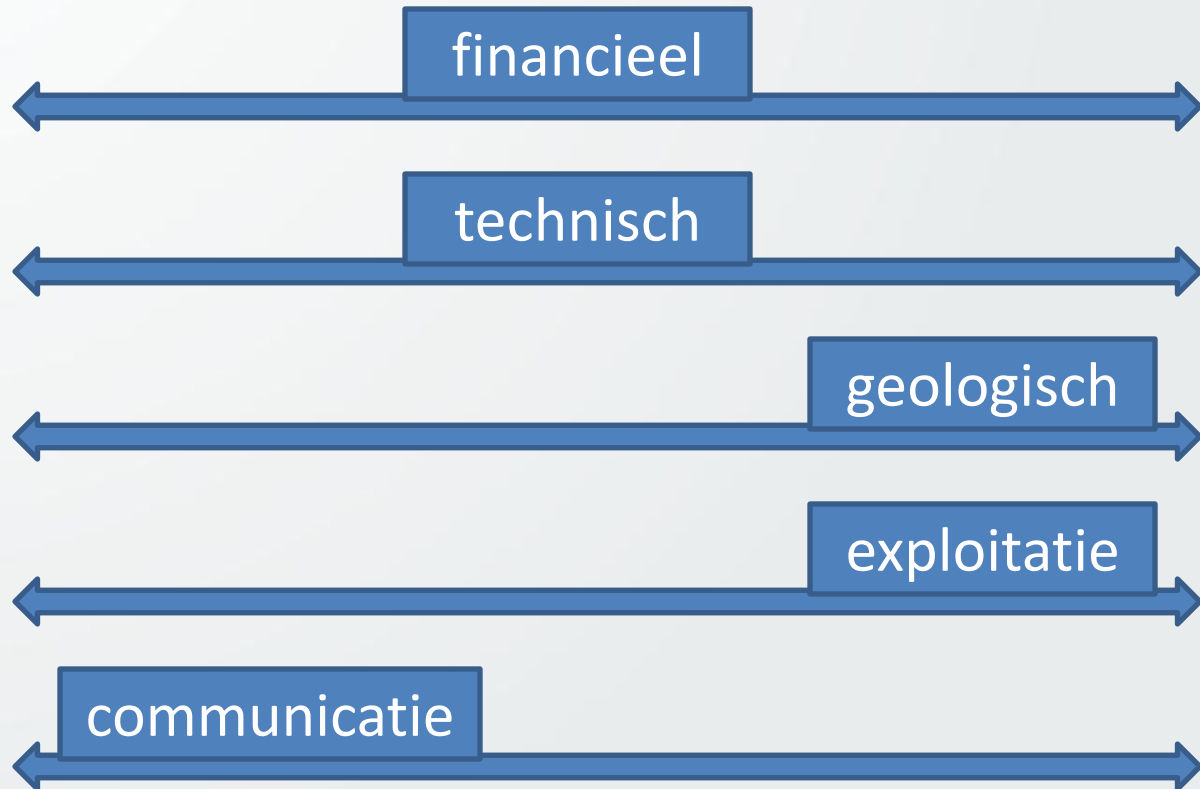 financieel
technisch
geologisch
exploitatie
communicatie